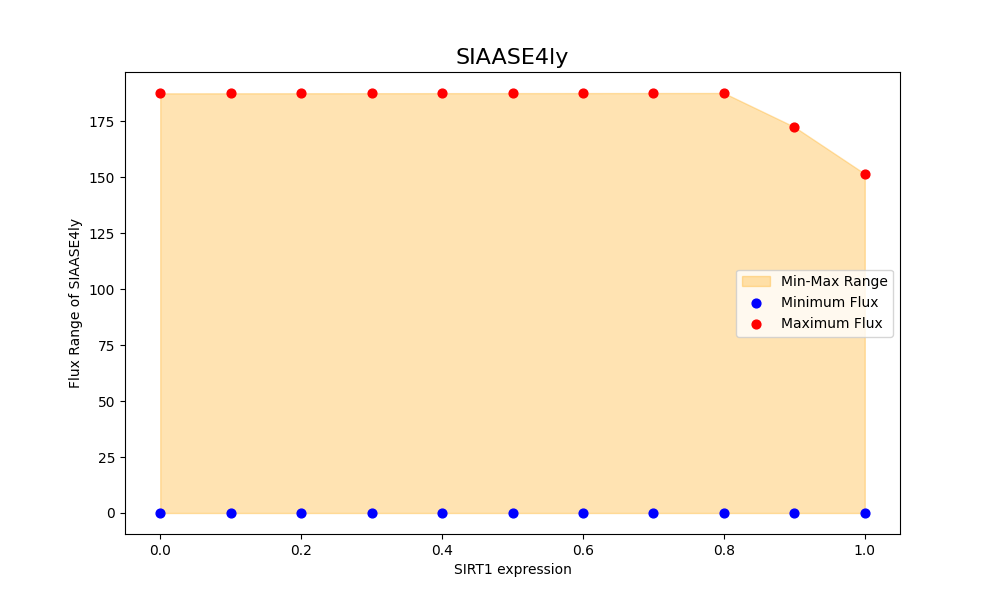 SIAASE4ly
Flux Range of SIAASE4ly
175
150
125
100
75
50
25
0
Min-Max Range
Minimum Flux
Maximum Flux
0.0 0.2 0.4 0.6 0.8 1.0
SIRT1 expression